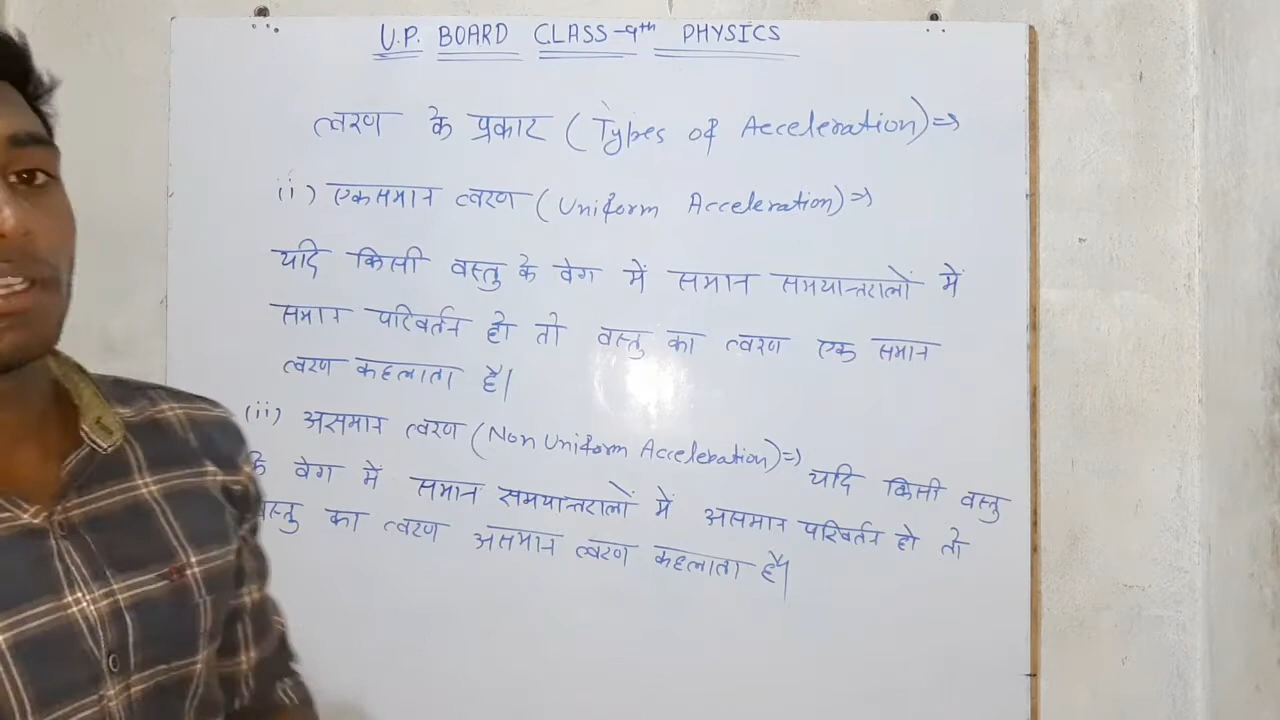 U.P. BOARD CLASS-9th PHYSICS
त्वरण के प्रकार (Types of Acceleration) ⇒
(i) एकसमान त्वरण (Uniform Acceleration) ⇒
यदि किसी वस्तु के वेग में समान समयान्तरालों में
समान परिवर्तन हो तो वस्तु का त्वरण एक समान
त्वरण कहलाता है।
(ii) असमान त्वरण (Non Uniform Acceleration) ⇒ यदि किसी वस्तु
के वेग में समान समयान्तरालों में असमान परिवर्तन हो तो
वस्तु का त्वरण असमान त्वरण कहलाता है।